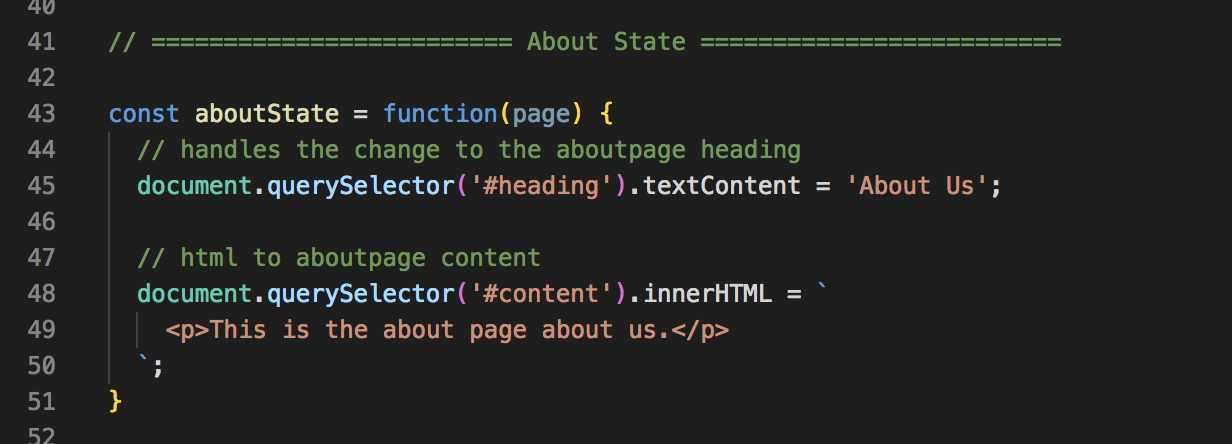 40
41 // ========================= About State =========================
42
43 const aboutState = function(page) {
44 // handles the change to the aboutpage heading
45 document.querySelector('#heading').textContent = 'About Us';
46
47 // html to aboutpage content
48 document.querySelector('#content').innerHTML = `
49 <p>This is the about page about us.</p>
50 `;
51 }
52